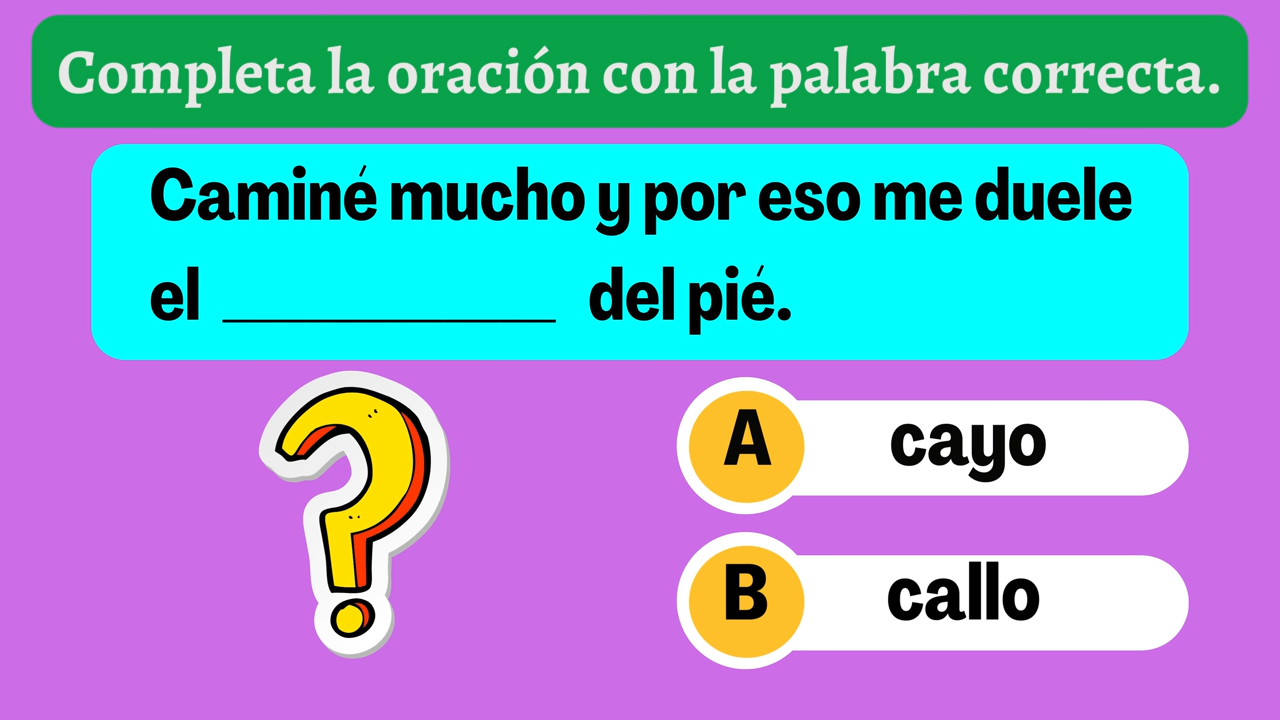 Completa la oración con la palabra correcta.
Caminé mucho y por eso me duele
el ____________ del pié.
A cayo
B callo